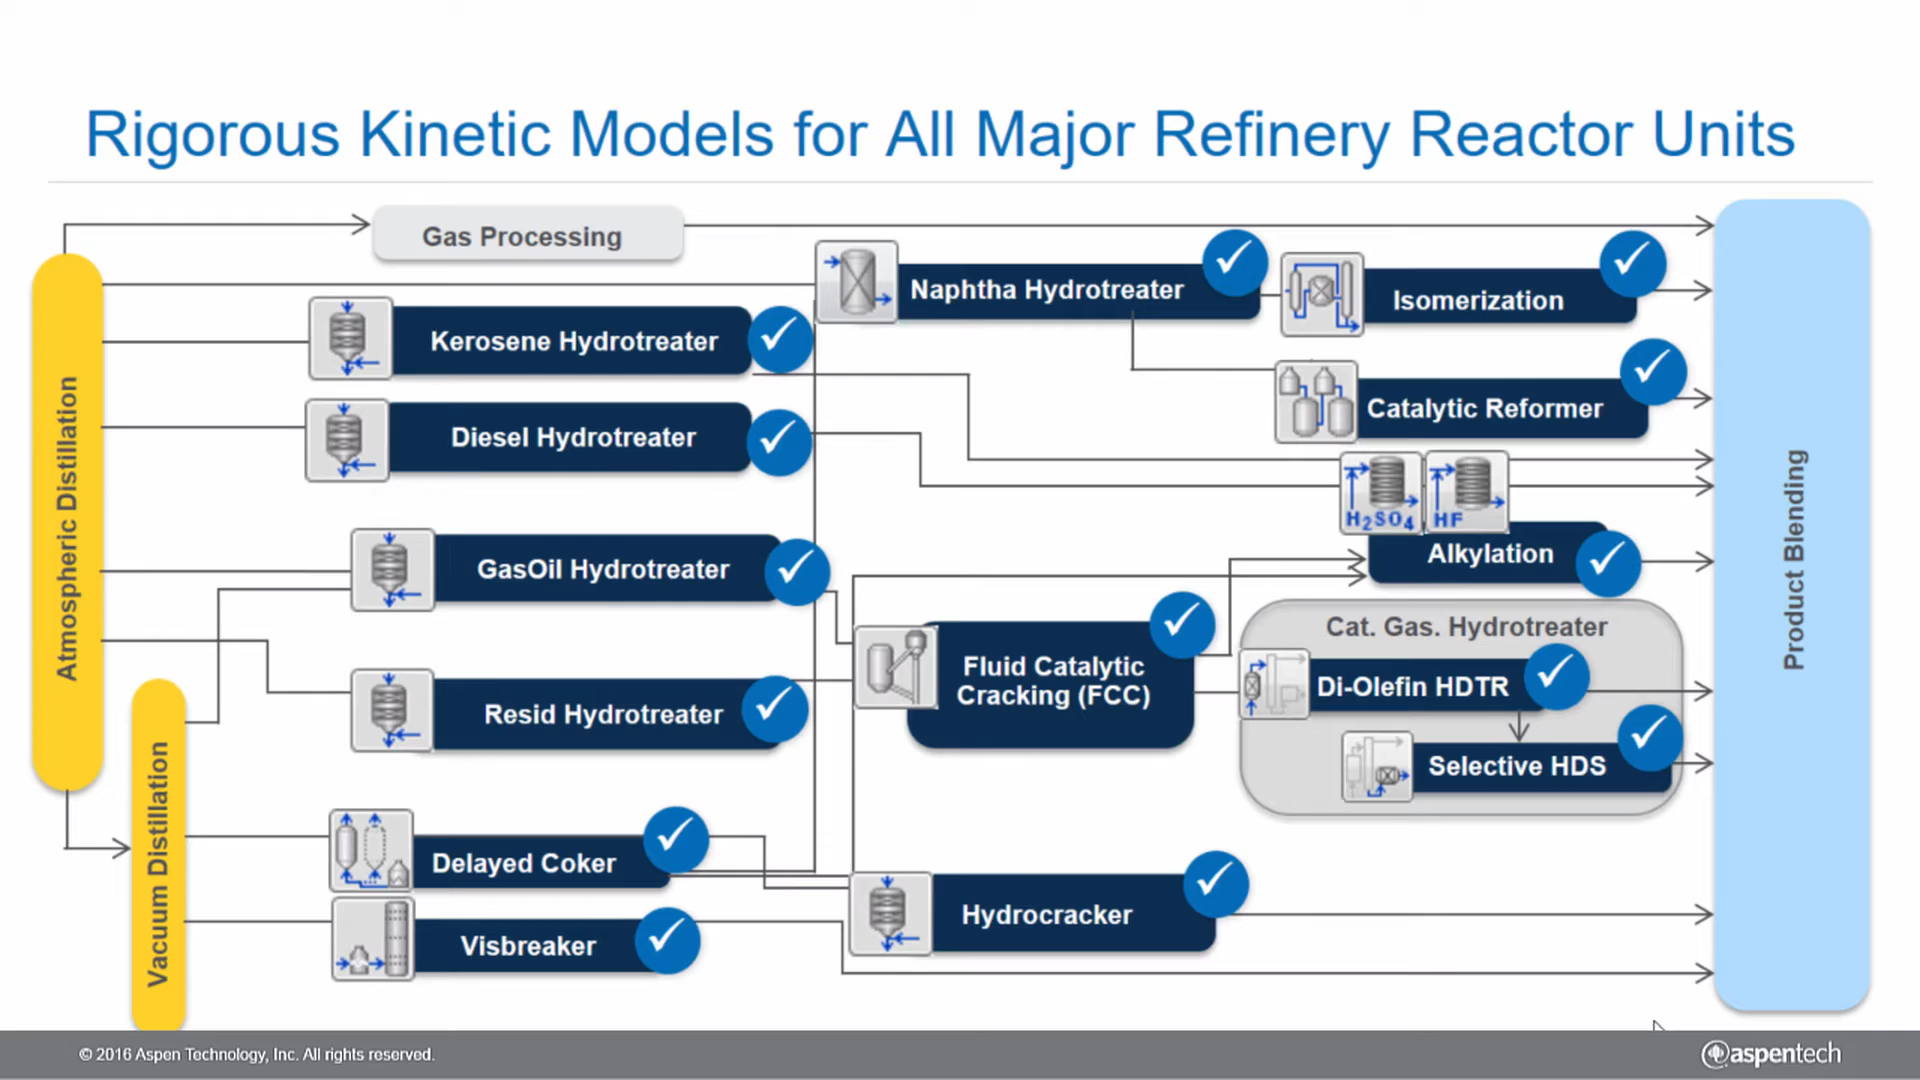 Rigorous Kinetic Models for All Major Refinery Reactor Units
Gas Processing
Naphtha Hydrotreater
Isomerization
Kerosene Hydrotreater
Catalytic Reformer
Diesel Hydrotreater
H₂SO₄
HF
Alkylation
GasOil Hydrotreater
Cat. Gas. Hydrotreater
Fluid Catalytic
Cracking (FCC)
Di-Olefin HDTR
Resid Hydrotreater
Selective HDS
Delayed Coker
Hydrocracker
Visbreaker
Atmospheric Distillation
Vacuum Distillation
Product Blending
© 2016 Aspen Technology, Inc. All rights reserved.
aspentech